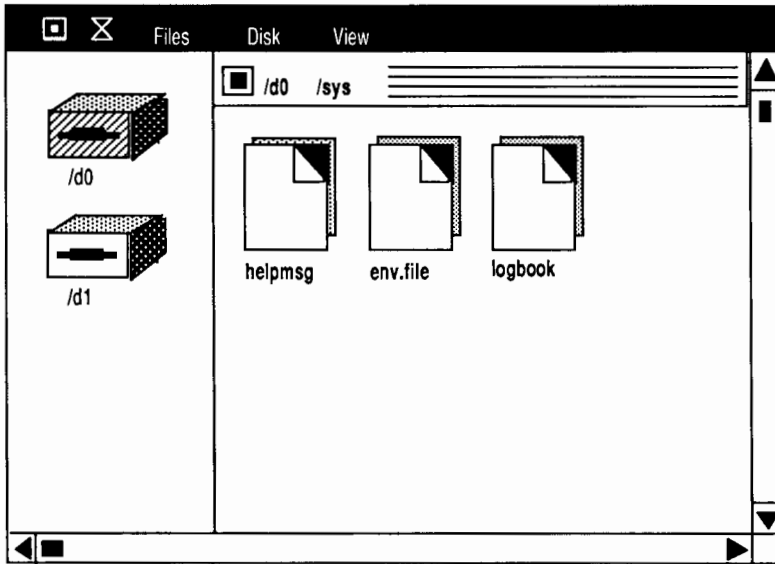 Files Disk View
/d0 /sys
/d0
/d1
helpmsg env.file logbook